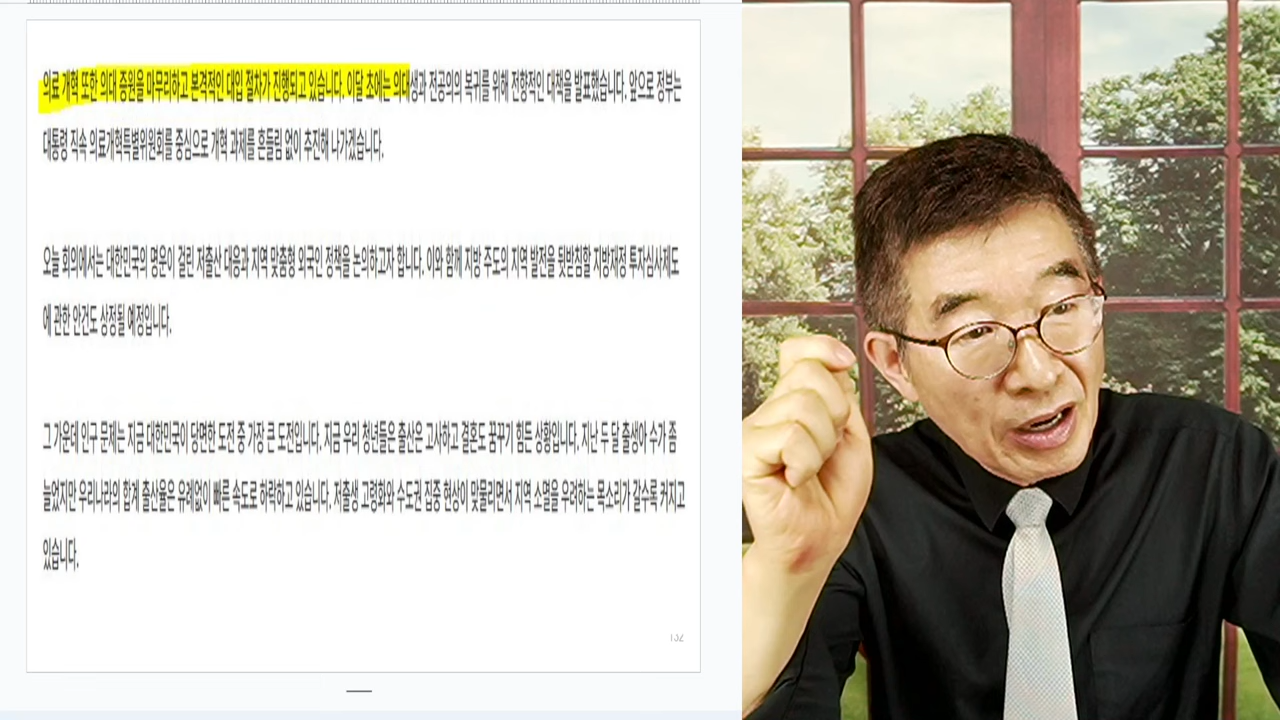 의료 개혁 또한 의대 증원을 마무리하고 본격적인 대입 절차가 진행되고 있습니다. 이달 초에는 의대생과 전공의의 복귀를 위해 전향적인 대책을 발표했습니다. 앞으로 정부는
대통령 직속 의료개혁특별위원회를 중심으로 개혁 과제를 흔들림 없이 추진해 나가겠습니다.
오늘 회의에서는 대한민국의 명운이 걸린 저출산 대응과 지역 맞춤형 외국인 정책을 논의하고자 합니다. 이와 함께 지방 주도의 지역 발전을 뒷받침할 지방재정 투자심사제도
에 관한 안건도 상정될 예정입니다.
그 가운데 인구 문제는 지금 대한민국이 당면한 도전 중 가장 큰 도전입니다. 지금 우리 청년들은 출산은 고사하고 결혼도 꿈꾸기 힘든 상황입니다. 지난 두 달 출생아 수가 좀
늘었지만 우리나라의 합계 출산율은 유례없이 빠른 속도로 하락하고 있습니다. 저출생 고령화와 수도권 집중 현상이 맞물리면서 지역 소멸을 우려하는 목소리가 갈수록 커지고
있습니다.
132